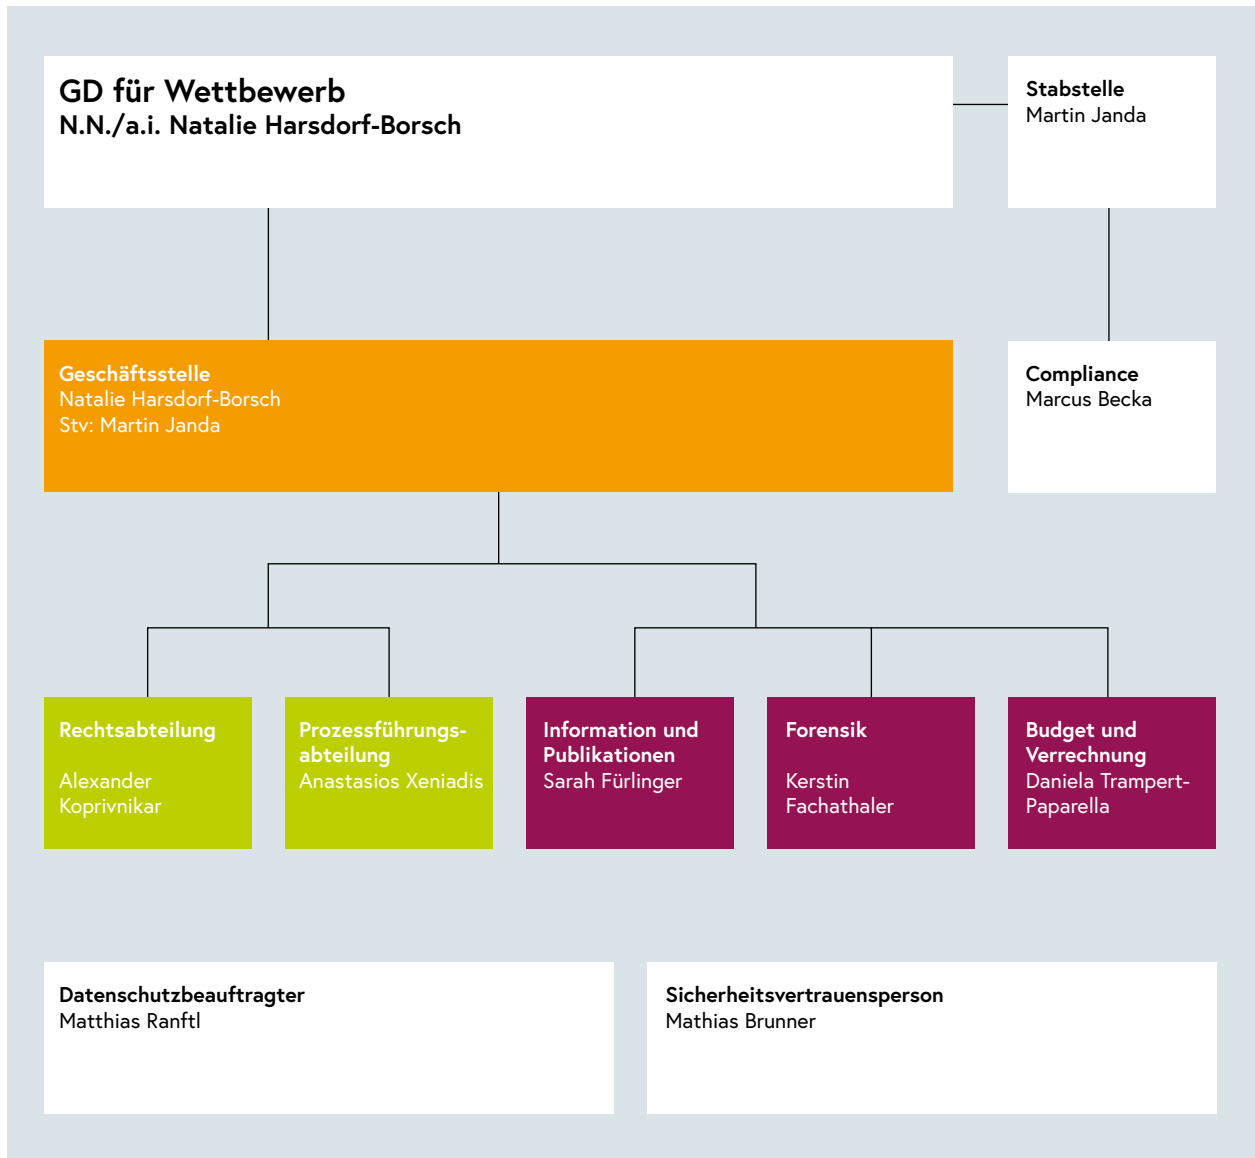 GD für Wettbewerb
N.N./a.i. Natalie Harsdorf-Borsch
Stabstelle
Martin Janda
Geschäftsstelle
Natalie Harsdorf-Borsch
Stv: Martin Janda
Compliance
Marcus Becka
Rechtsabteilung
Alexander
Koprivnikar
Prozessführungs-
abteilung
Anastasios Xeniadis
Information und
Publikationen
Sarah Fürlinger
Forensik
Kerstin
Fachathaler
Budget und
Verrechnung
Daniela Trampert-
Paparella
Datenschutzbeauftragter
Matthias Ranftl
Sicherheitsvertrauensperson
Mathias Brunner